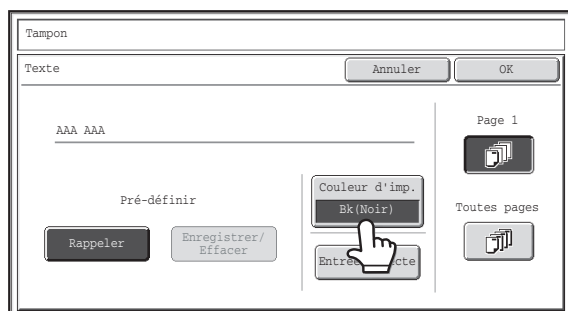 Tampon
Texte
Annuler
OK
AAA AAA
Page 1
Pré-définir
Couleur d'imp.
Bk(Noir)
Toutes pages
Rappeler
Enregistrer/
Effacer